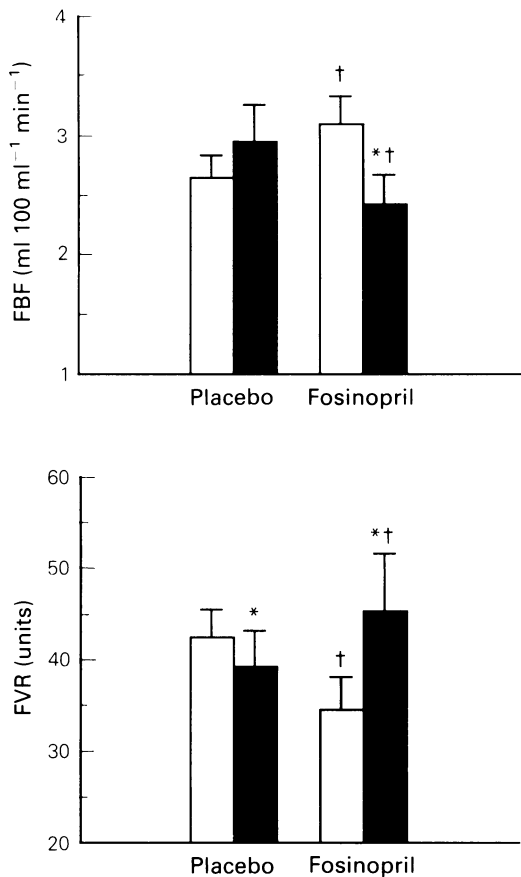 FBF (ml 100 ml⁻¹ min⁻¹)
4
3
2
1
†
*†
Placebo
Fosinopril
FVR (units)
60
50
40
30
20
*
†
*†
Placebo
Fosinopril